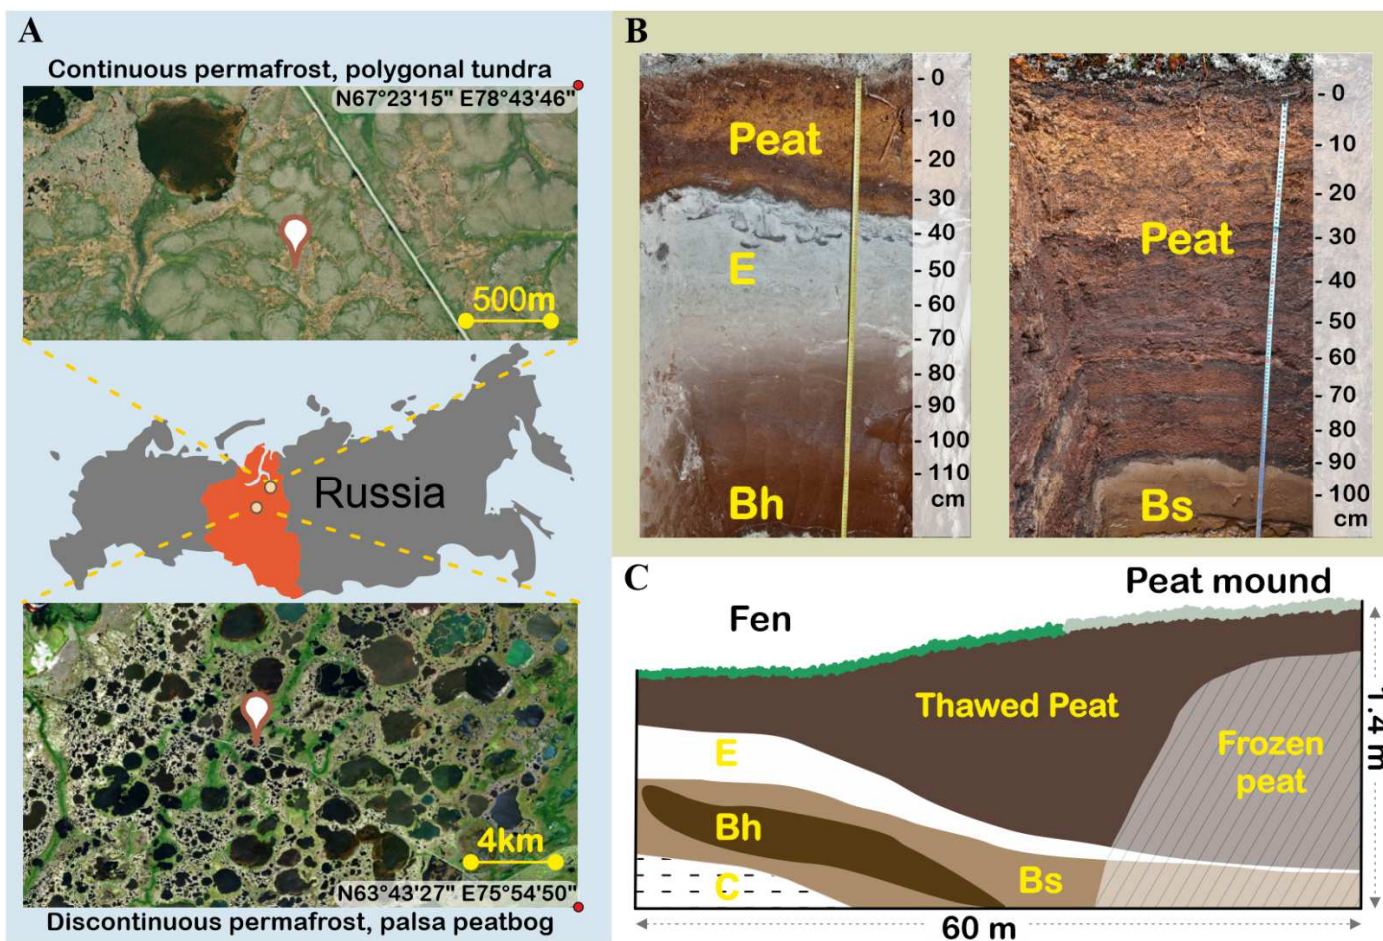 A
Continuous permafrost, polygonal tundra
N67°23'15" E78°43'46"
500m
Russia
4km
N63°43'27" E75°54'50"
Discontinuous permafrost, palsa peatbog
B
Peat
E
Bh
- 0
- 10
- 20
- 30
- 40
- 50
- 60
- 70
- 80
- 90
- 100
- 110
cm
Peat
Bs
- 0
- 10
- 20
- 30
- 40
- 50
- 60
- 70
- 80
- 90
- 100
cm
C
Peat mound
Fen
Thawed Peat
Frozen
peat
E
Bh
Bs
C
1.4 m
60 m